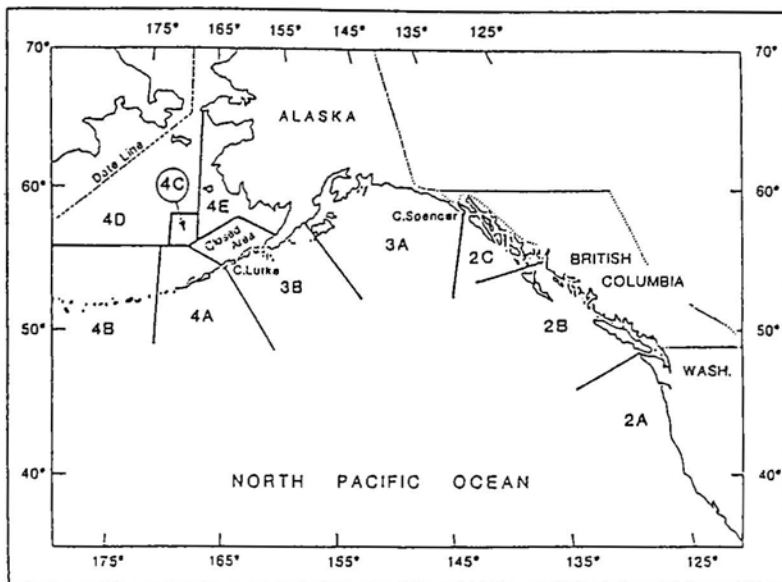 175° 165° 155° 145° 135° 125°
70° 70°
ALASKA
Date Line
4C
60° 60°
4D 4E
C.Spencer
Closed Area
3A
2C
BRITISH COLUMBIA
C.Lutke
3B
50° 50°
4B 4A
2B
WASH.
2A
40° 40°
NORTH PACIFIC OCEAN
175° 165° 155° 145° 135° 125°